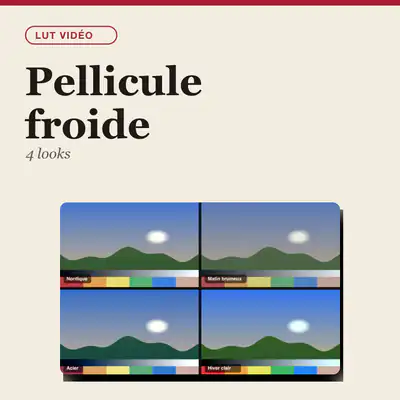 LUT VIDÉO
Pellicule
froide
4 looks
Nordique
Matin brumeux
Acier
Hiver clair